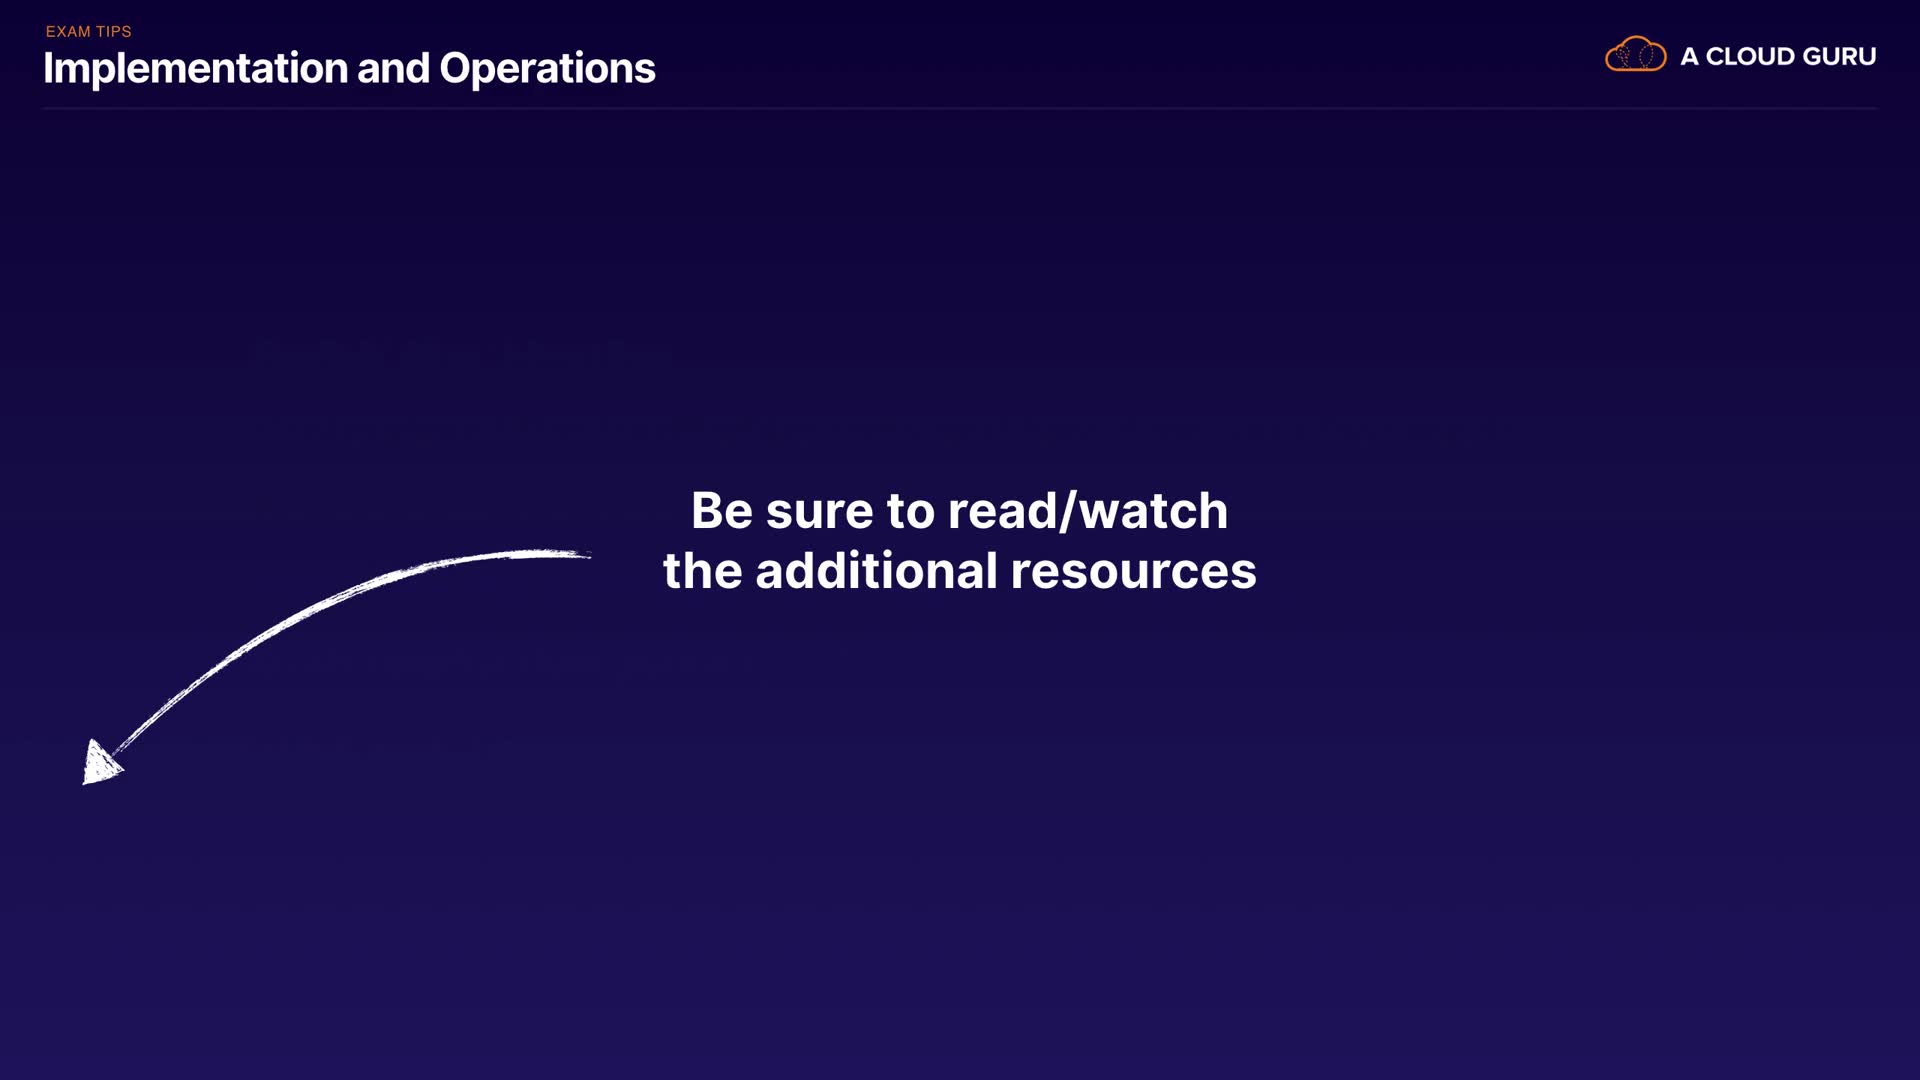 EXAM TIPS
Implementation and Operations
A CLOUD GURU
Be sure to read/watch
the additional resources